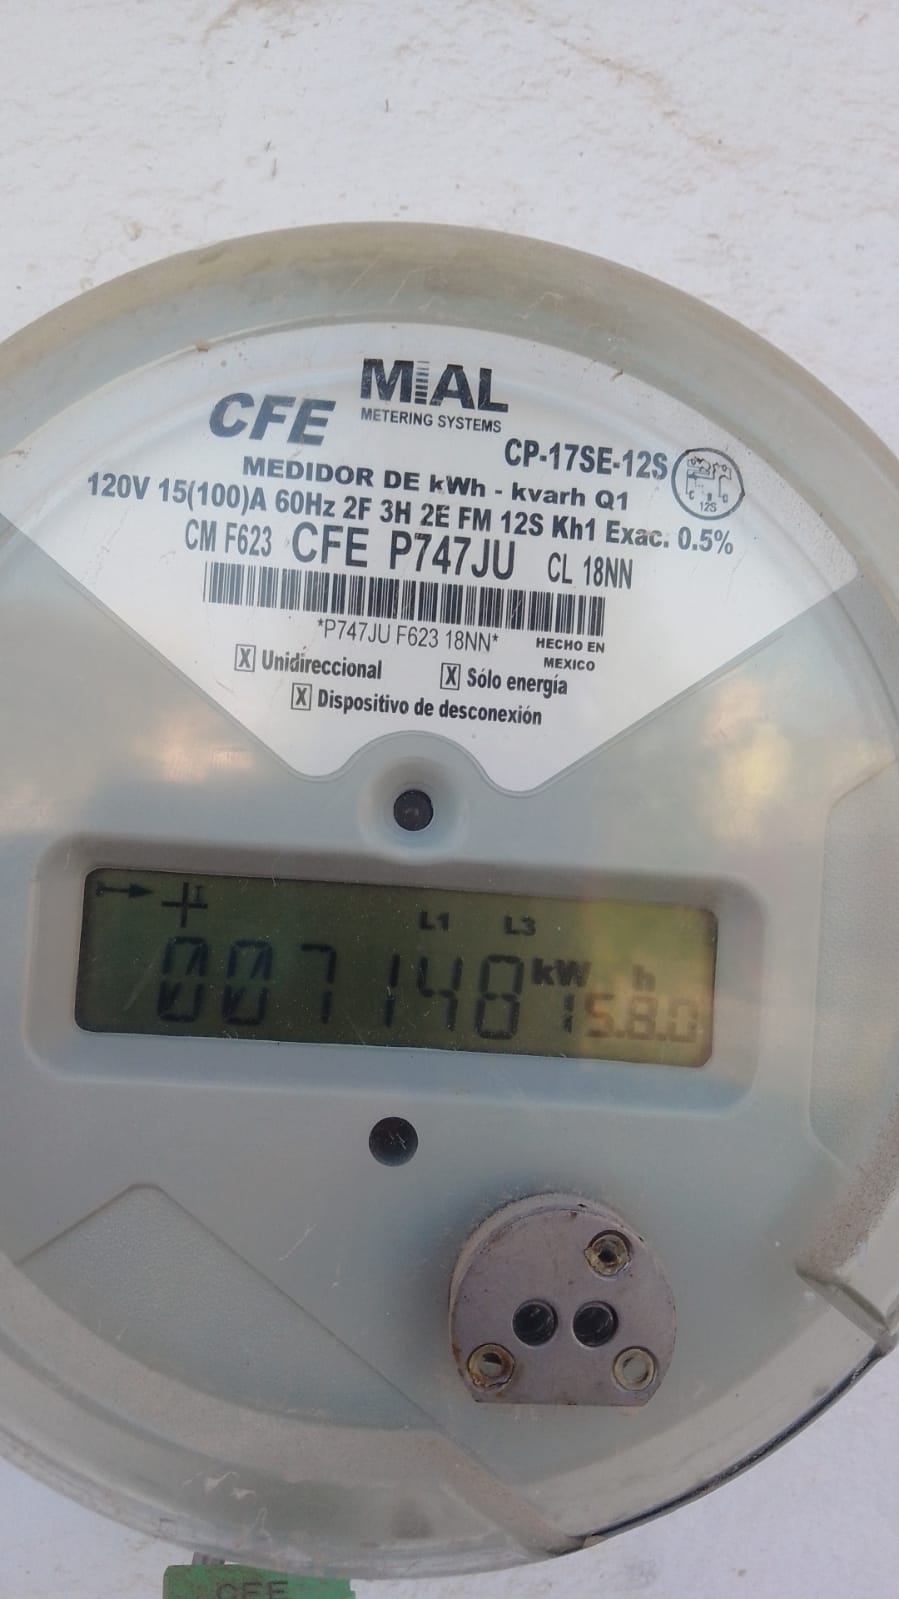 MIAL
METERING SYSTEMS
CFE
CP-17SE-12S
12S
MEDIDOR DE kWh - kvarh Q1
120V 15(100)A 60Hz 2F 3H 2E FM 12S Kh1 Exac. 0.5%
CM F623 CFE P747JU CL 18NN
*P747JU F623 18NN*
HECHO EN
MEXICO
X Unidireccional X Sólo energía
X Dispositivo de desconexión
L1 L3
007148 kW h 15.8.0
CFE